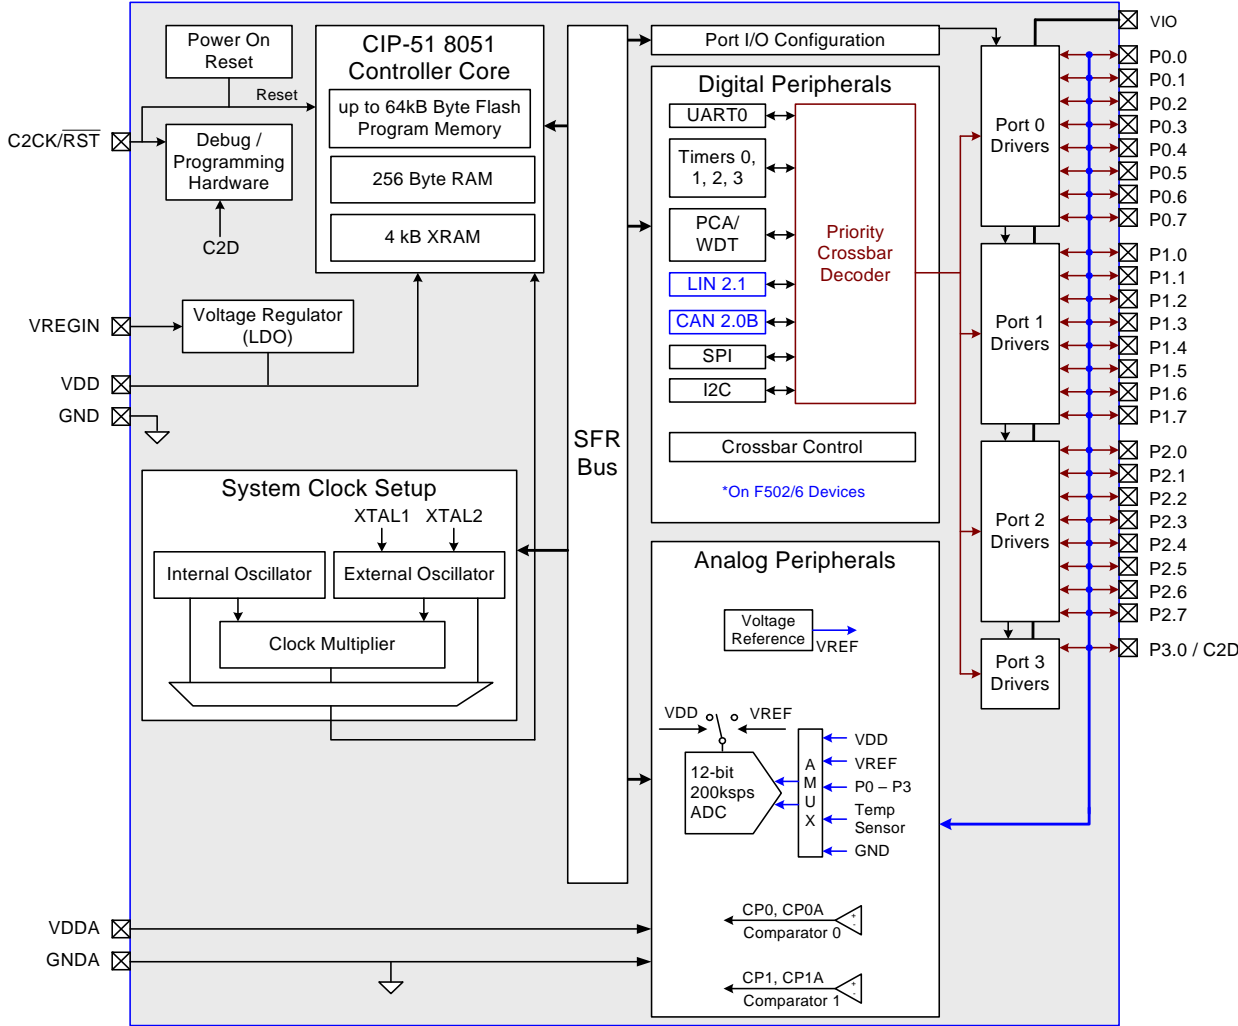 Power On
Reset
Reset
C2CK/RST
Debug /
Programming
Hardware
C2D
CIP-51 8051
Controller Core
up to 64kB Byte Flash
Program Memory
256 Byte RAM
4 kB XRAM
VREGIN
Voltage Regulator
(LDO)
VDD
GND
System Clock Setup
XTAL1 XTAL2
Internal Oscillator
External Oscillator
Clock Multiplier
VDDA
GNDA
SFR
Bus
Port I/O Configuration
Digital Peripherals
UART0
Timers 0,
1, 2, 3
PCA/
WDT
LIN 2.1
CAN 2.0B
SPI
I2C
Priority
Crossbar
Decoder
Crossbar Control
*On F502/6 Devices
Analog Peripherals
Voltage
Reference
VREF
VDD
VREF
12-bit
200ksps
ADC
A
M
U
X
VDD
VREF
P0 – P3
Temp
Sensor
GND
CP0, CP0A
+
-
Comparator 0
CP1, CP1A
+
-
Comparator 1
Port 0
Drivers
Port 1
Drivers
Port 2
Drivers
Port 3
Drivers
VIO
P0.0
P0.1
P0.2
P0.3
P0.4
P0.5
P0.6
P0.7
P1.0
P1.1
P1.2
P1.3
P1.4
P1.5
P1.6
P1.7
P2.0
P2.1
P2.2
P2.3
P2.4
P2.5
P2.6
P2.7
P3.0 / C2D